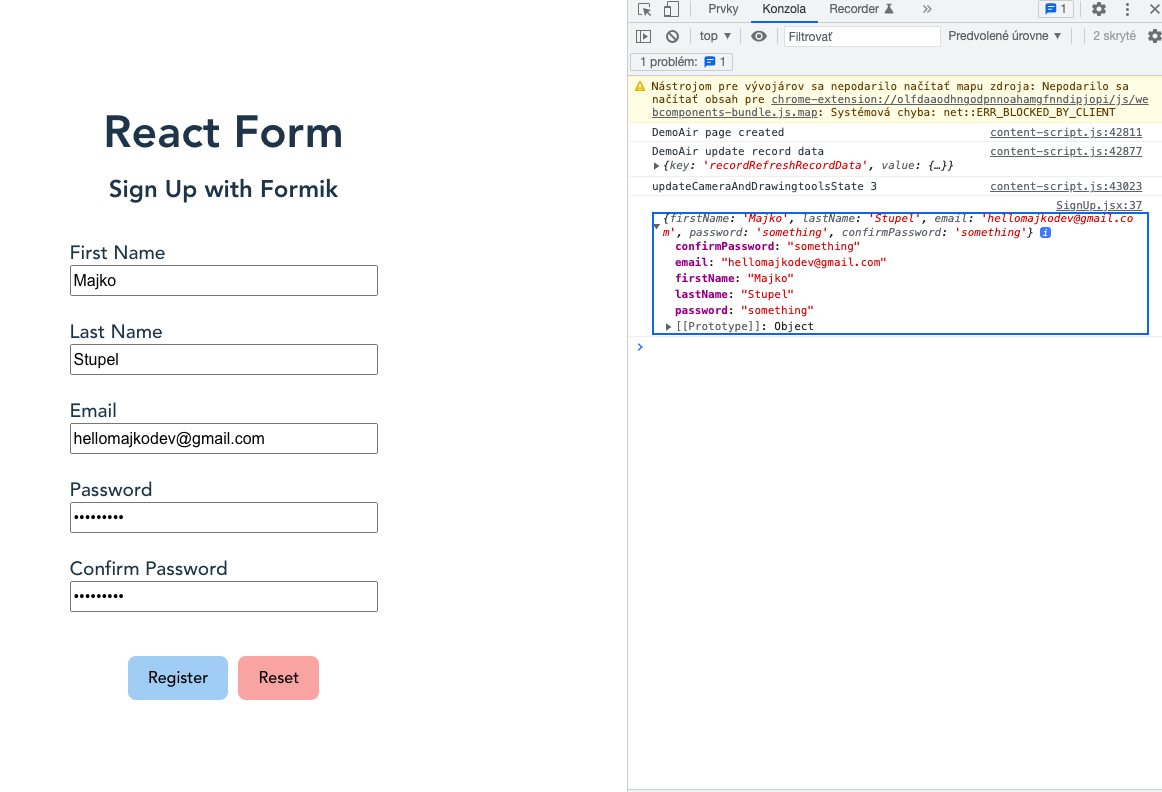 React Form
Sign Up with Formik
First Name
Majko
Last Name
Stupel
Email
hellomajkodev@gmail.com
Password
•••••••••
Confirm Password
•••••••••
Register Reset
Prvky Konzola Recorder » 1
top ▼ Filtrovať Predvolené úrovne ▼ 2 skryté
1 problém: 1
Nástrojom pre vývojárov sa nepodarilo načítať mapu zdroja: Nepodarilo sa
načítať obsah pre chrome-extension://olfdaaodhngodpnnoahamgfnndipjopi/js/we
bcomponents-bundle.js.map: Systémová chyba: net::ERR_BLOCKED_BY_CLIENT
DemoAir page created content-script.js:42811
DemoAir update record data content-script.js:42877
{key: 'recordRefreshRecordData', value: {…}}
updateCameraAndDrawingtoolsState 3 content-script.js:43023
SignUp.jsx:37
{firstName: 'Majko', lastName: 'Stupel', email: 'hellomajkodev@gmail.co
m', password: 'something', confirmPassword: 'something'} i
confirmPassword: "something"
email: "hellomajkodev@gmail.com"
firstName: "Majko"
lastName: "Stupel"
password: "something"
[[Prototype]]: Object